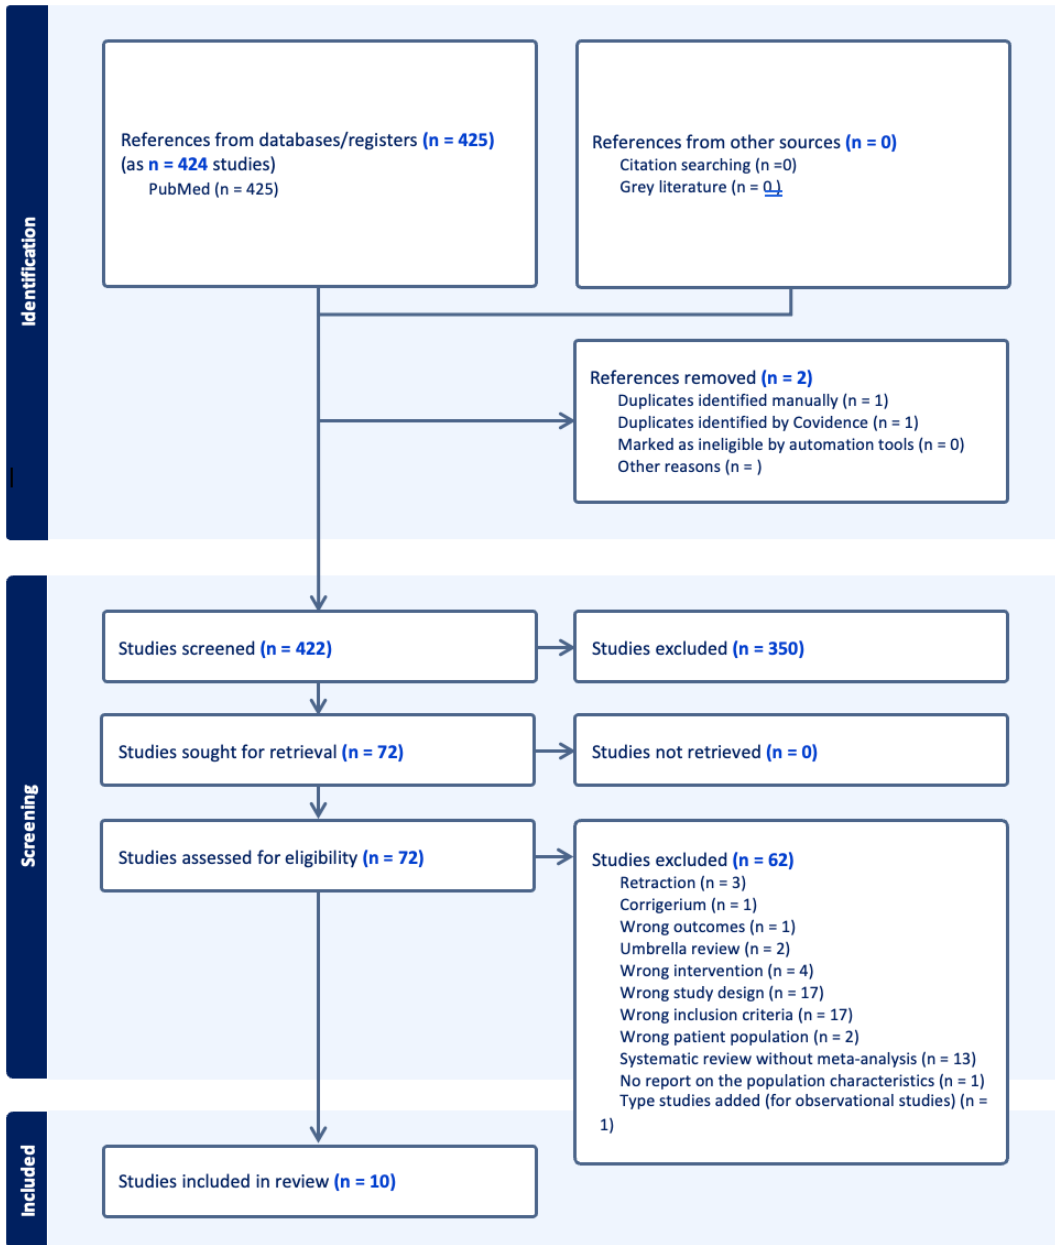 Identification
References from databases/registers (n = 425)
(as n = 424 studies)
PubMed (n = 425)
References from other sources (n = 0)
Citation searching (n =0)
Grey literature (n = 0 )
References removed (n = 2)
Duplicates identified manually (n = 1)
Duplicates identified by Covidence (n = 1)
Marked as ineligible by automation tools (n = 0)
Other reasons (n = )
Screening
Studies screened (n = 422)
Studies excluded (n = 350)
Studies sought for retrieval (n = 72)
Studies not retrieved (n = 0)
Studies assessed for eligibility (n = 72)
Studies excluded (n = 62)
Retraction (n = 3)
Corrigerium (n = 1)
Wrong outcomes (n = 1)
Umbrella review (n = 2)
Wrong intervention (n = 4)
Wrong study design (n = 17)
Wrong inclusion criteria (n = 17)
Wrong patient population (n = 2)
Systematic review without meta-analysis (n = 13)
No report on the population characteristics (n = 1)
Type studies added (for observational studies) (n =
1)
Included
Studies included in review (n = 10)